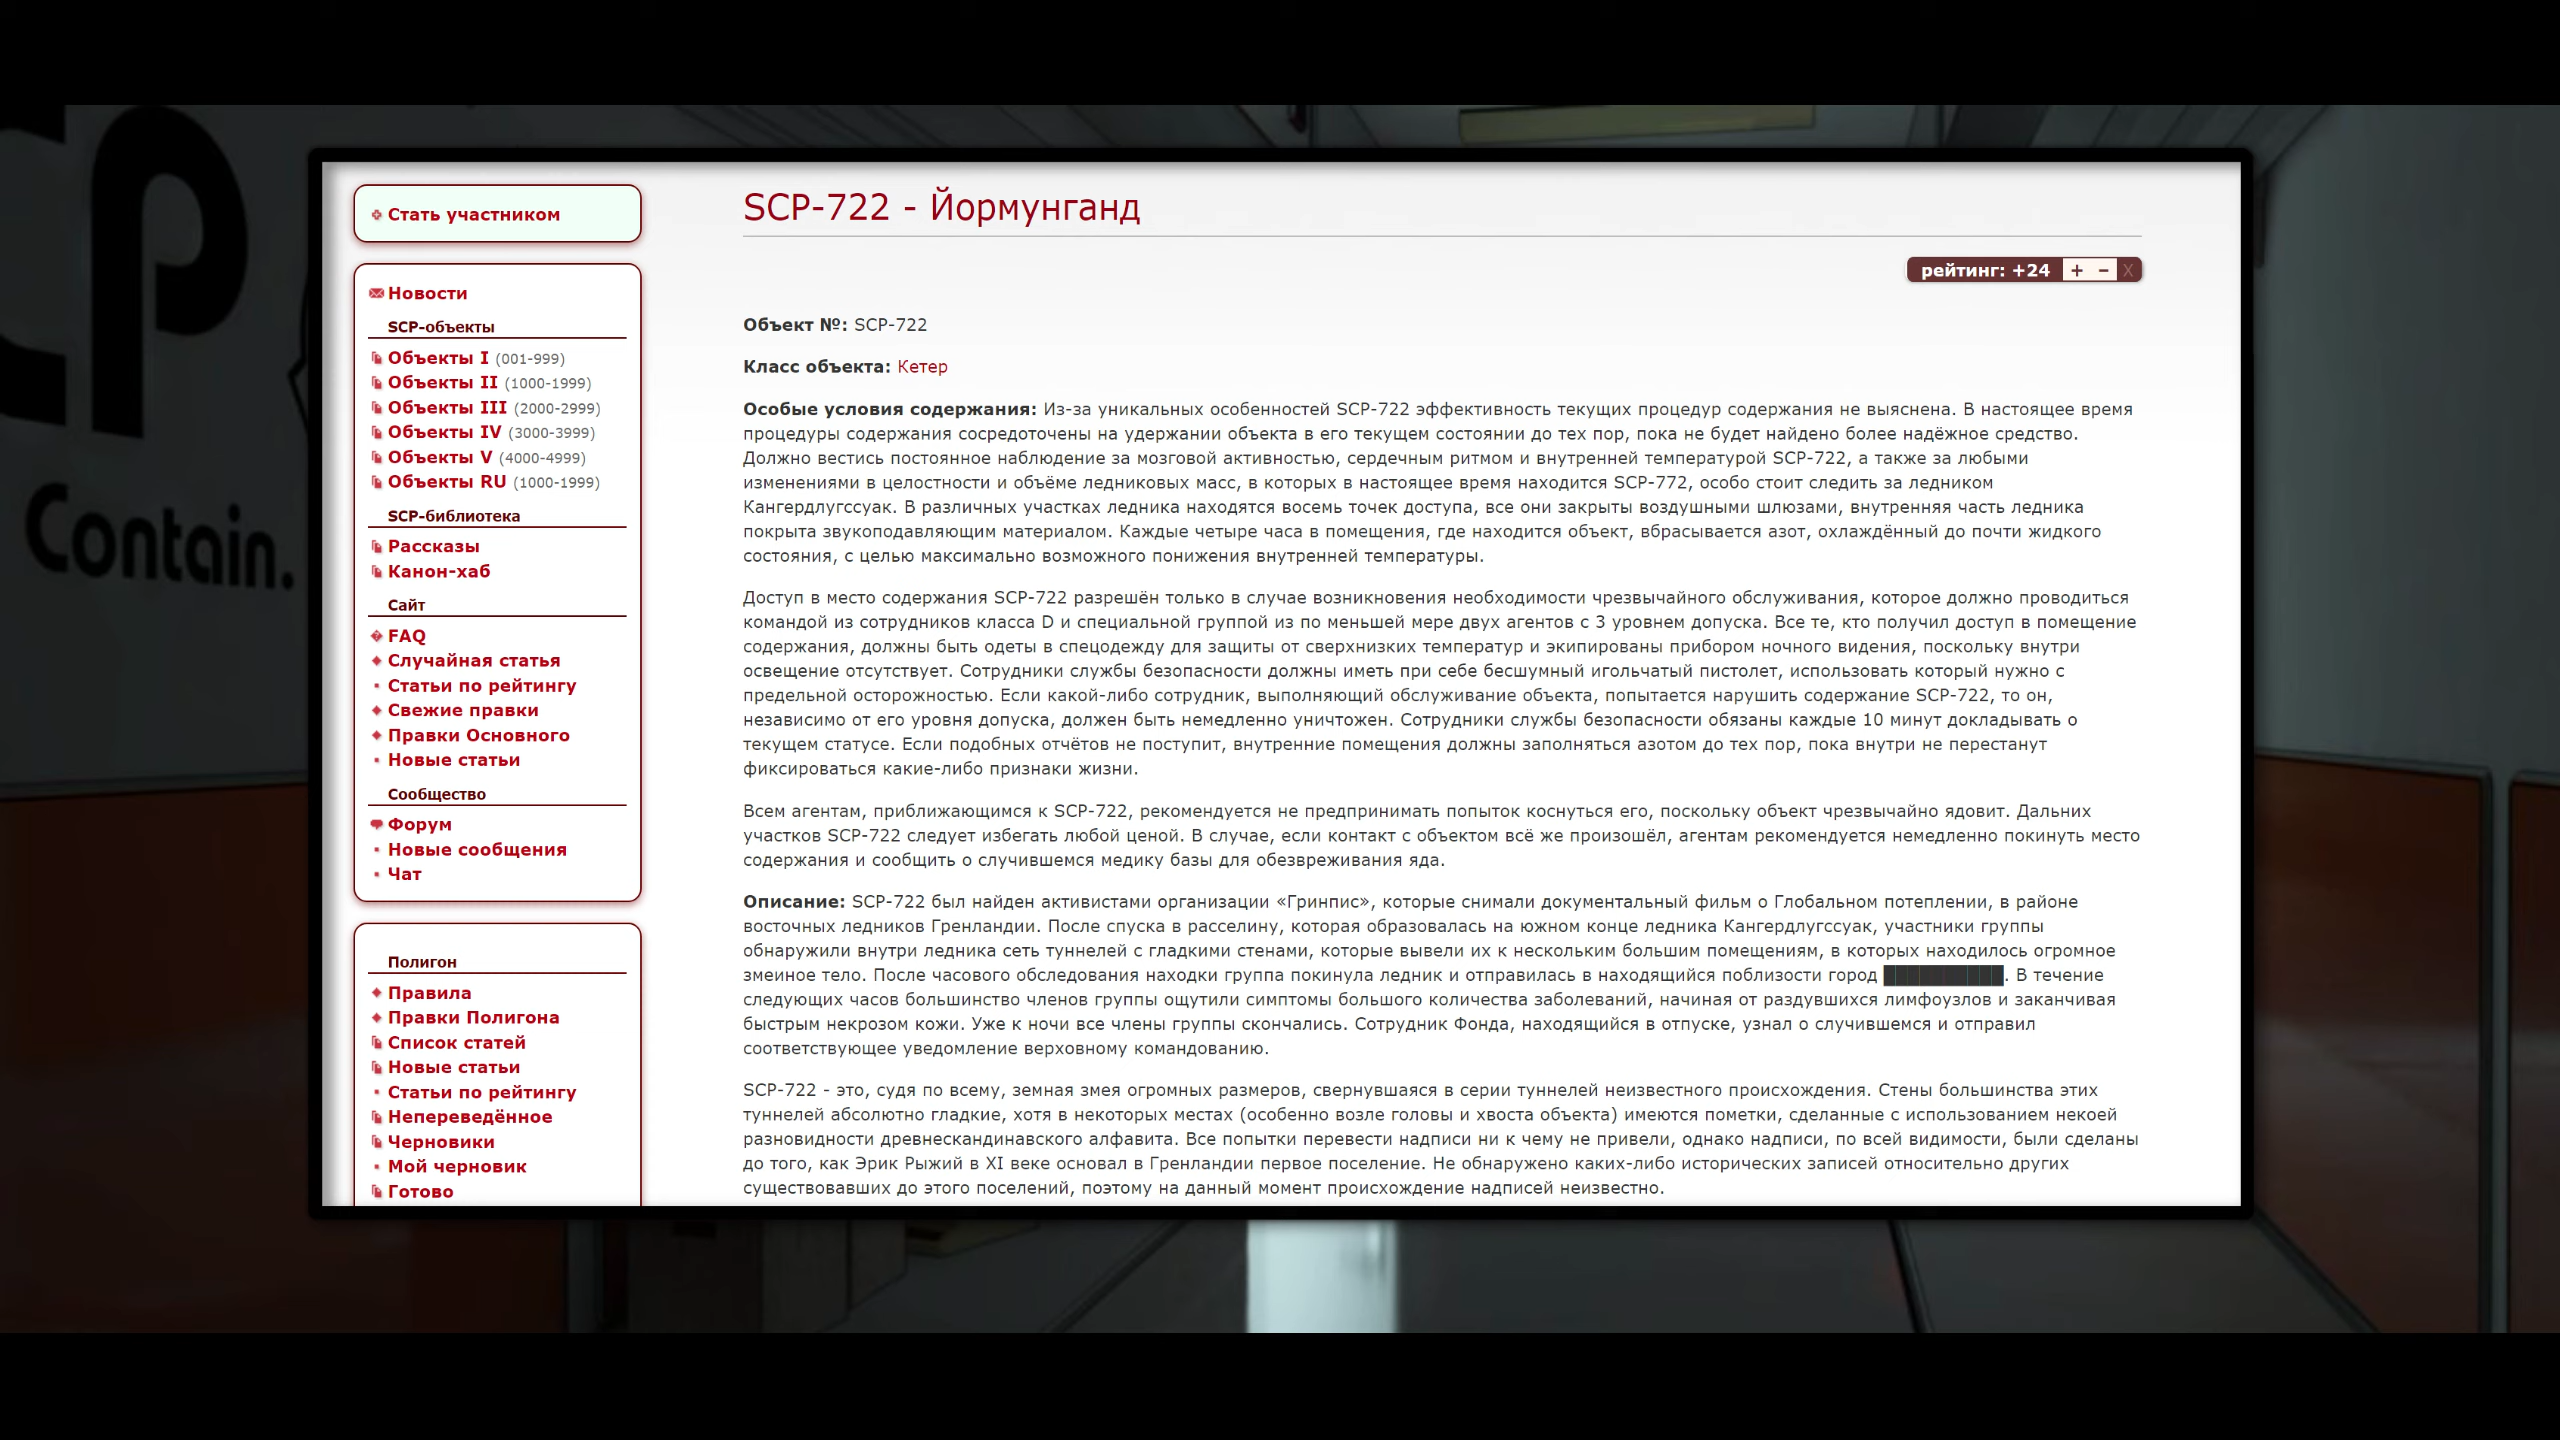 CP
Contain.
Стать участником
Новости
SCP-объекты
Объекты I (001-999)
Объекты II (1000-1999)
Объекты III (2000-2999)
Объекты IV (3000-3999)
Объекты V (4000-4999)
Объекты RU (1000-1999)
SCP-библиотека
Рассказы
Канон-хаб
Сайт
FAQ
Случайная статья
Статьи по рейтингу
Свежие правки
Правки Основного
Новые статьи
Сообщество
Форум
Новые сообщения
Чат
Полигон
Правила
Правки Полигона
Список статей
Новые статьи
Статьи по рейтингу
Непереведённое
Черновики
Мой черновик
Готово
SCP-722 - Йормунганд
рейтинг: +24 + − X
Объект №: SCP-722
Класс объекта: Кетер
Особые условия содержания: Из-за уникальных особенностей SCP-722 эффективность текущих процедур содержания не выяснена. В настоящее время
процедуры содержания сосредоточены на удержании объекта в его текущем состоянии до тех пор, пока не будет найдено более надёжное средство.
Должно вестись постоянное наблюдение за мозговой активностью, сердечным ритмом и внутренней температурой SCP-722, а также за любыми
изменениями в целостности и объёме ледниковых масс, в которых в настоящее время находится SCP-772, особо стоит следить за ледником
Кангердлугссуак. В различных участках ледника находятся восемь точек доступа, все они закрыты воздушными шлюзами, внутренняя часть ледника
покрыта звукоподавляющим материалом. Каждые четыре часа в помещения, где находится объект, вбрасывается азот, охлаждённый до почти жидкого
состояния, с целью максимально возможного понижения внутренней температуры.
Доступ в место содержания SCP-722 разрешён только в случае возникновения необходимости чрезвычайного обслуживания, которое должно проводиться
командой из сотрудников класса D и специальной группой из по меньшей мере двух агентов с 3 уровнем допуска. Все те, кто получил доступ в помещение
содержания, должны быть одеты в спецодежду для защиты от сверхнизких температур и экипированы прибором ночного видения, поскольку внутри
освещение отсутствует. Сотрудники службы безопасности должны иметь при себе бесшумный игольчатый пистолет, использовать который нужно с
предельной осторожностью. Если какой-либо сотрудник, выполняющий обслуживание объекта, попытается нарушить содержание SCP-722, то он,
независимо от его уровня допуска, должен быть немедленно уничтожен. Сотрудники службы безопасности обязаны каждые 10 минут докладывать о
текущем статусе. Если подобных отчётов не поступит, внутренние помещения должны заполняться азотом до тех пор, пока внутри не перестанут
фиксироваться какие-либо признаки жизни.
Всем агентам, приближающимся к SCP-722, рекомендуется не предпринимать попыток коснуться его, поскольку объект чрезвычайно ядовит. Дальних
участков SCP-722 следует избегать любой ценой. В случае, если контакт с объектом всё же произошёл, агентам рекомендуется немедленно покинуть место
содержания и сообщить о случившемся медику базы для обезвреживания яда.
Описание: SCP-722 был найден активистами организации «Гринпис», которые снимали документальный фильм о Глобальном потеплении, в районе
восточных ледников Гренландии. После спуска в расселину, которая образовалась на южном конце ледника Кангердлугссуак, участники группы
обнаружили внутри ледника сеть туннелей с гладкими стенами, которые вывели их к нескольким большим помещениям, в которых находилось огромное
змеиное тело. После часового обследования находки группа покинула ледник и отправилась в находящийся поблизости город ██████████. В течение
следующих часов большинство членов группы ощутили симптомы большого количества заболеваний, начиная от раздувшихся лимфоузлов и заканчивая
быстрым некрозом кожи. Уже к ночи все члены группы скончались. Сотрудник Фонда, находящийся в отпуске, узнал о случившемся и отправил
соответствующее уведомление верховному командованию.
SCP-722 - это, судя по всему, земная змея огромных размеров, свернувшаяся в серии туннелей неизвестного происхождения. Стены большинства этих
туннелей абсолютно гладкие, хотя в некоторых местах (особенно возле головы и хвоста объекта) имеются пометки, сделанные с использованием некоей
разновидности древнескандинавского алфавита. Все попытки перевести надписи ни к чему не привели, однако надписи, по всей видимости, были сделаны
до того, как Эрик Рыжий в XI веке основал в Гренландии первое поселение. Не обнаружено каких-либо исторических записей относительно других
существовавших до этого поселений, поэтому на данный момент происхождение надписей неизвестно.